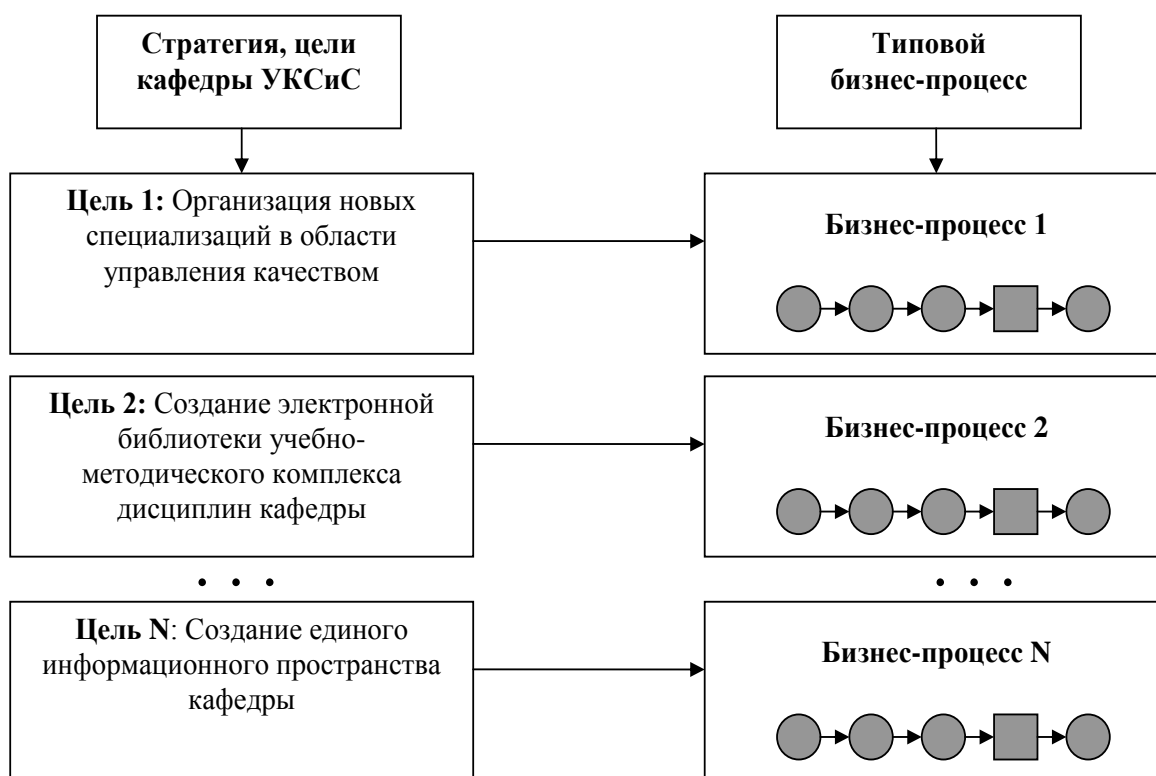 Стратегия, цели
кафедры УКСиС
Типовой
бизнес-процесс
Цель 1: Организация новых
специализаций в области
управления качеством
Бизнес-процесс 1
Цель 2: Создание электронной
библиотеки учебно-
методического комплекса
дисциплин кафедры
Бизнес-процесс 2
. . .
. . .
Цель N: Создание единого
информационного пространства
кафедры
Бизнес-процесс N